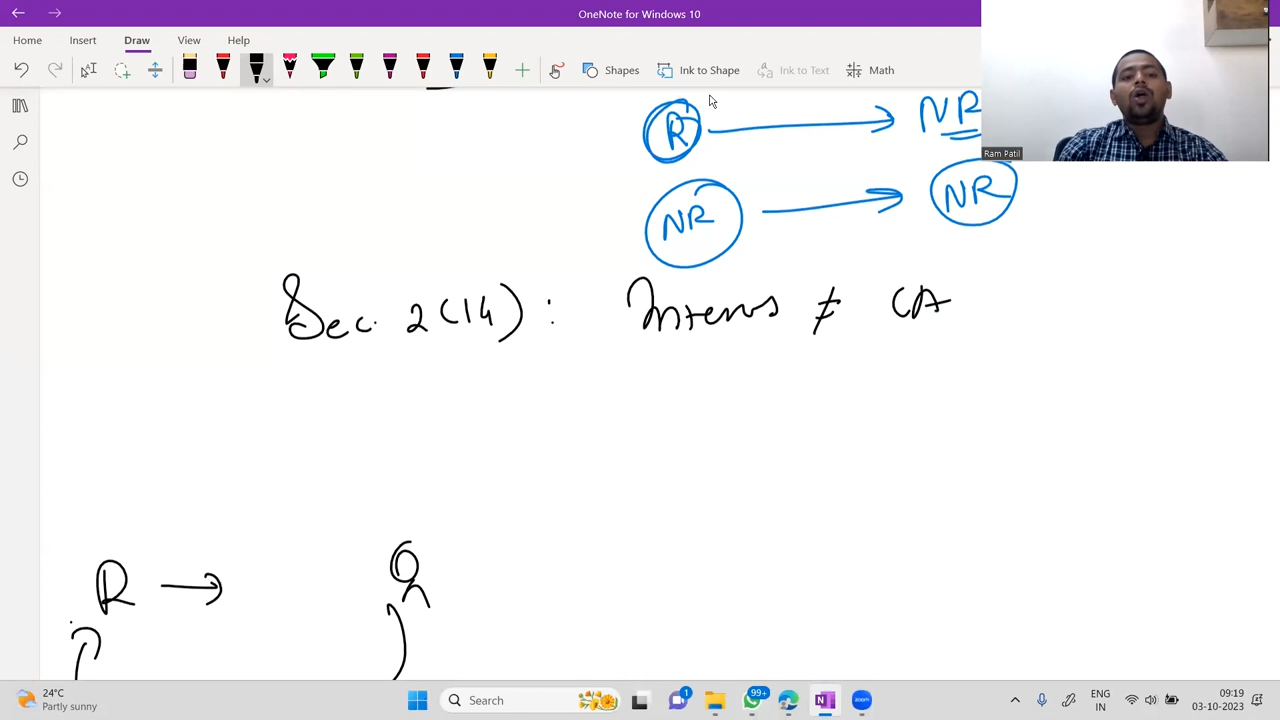 OneNote for Windows 10
Home Insert Draw View Help
Shapes Ink to Shape Ink to Text Math
R → NR
Ram Patil
NR → NR
Sec. 2(14): ≠ CA
R →
24°C
Partly sunny
Search
1
99+
zoom
ENG
IN
09:19
03-10-2023